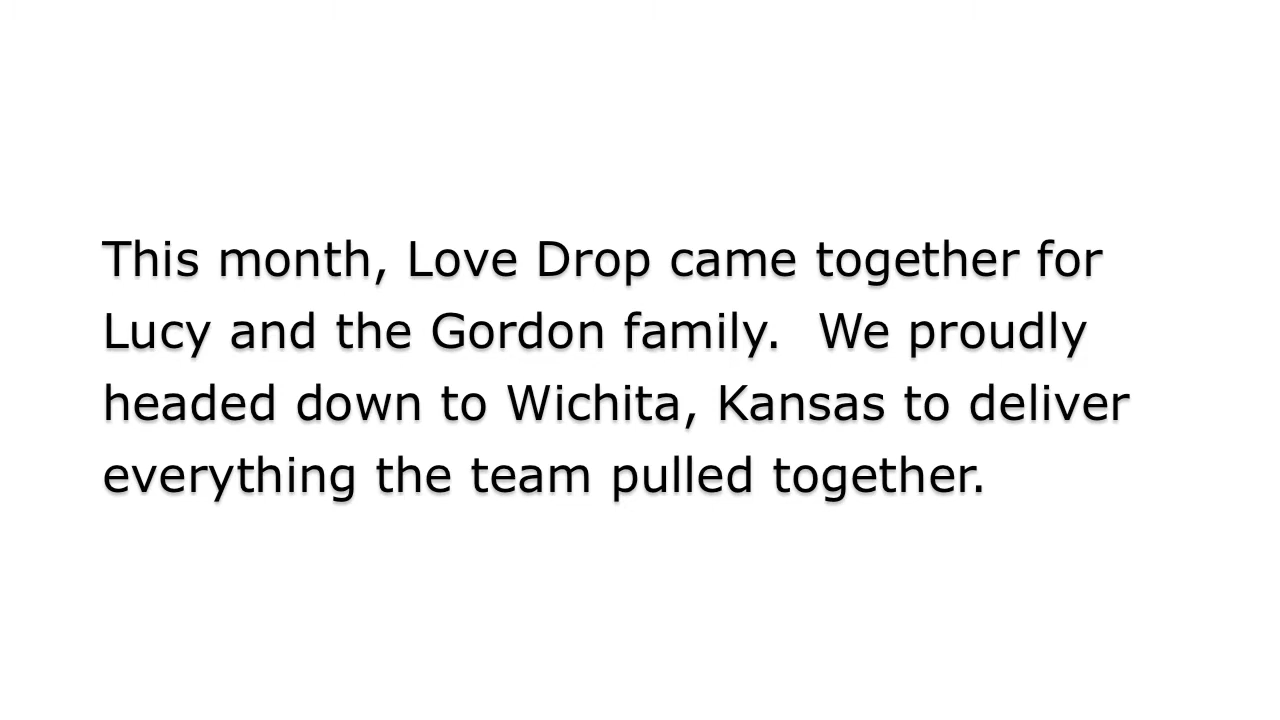 This month, Love Drop came together for
Lucy and the Gordon family.  We proudly
headed down to Wichita, Kansas to deliver
everything the team pulled together.